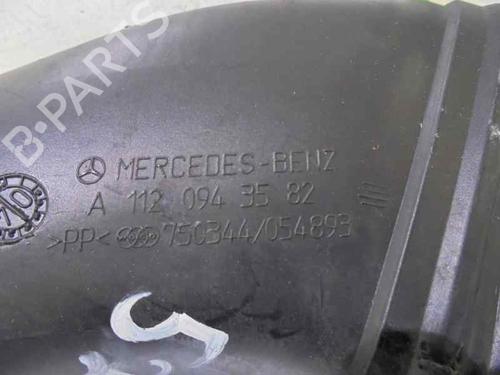 B-PARTS
MERCEDES-BENZ
A 112 094 35 82
>PP< 750344/054893